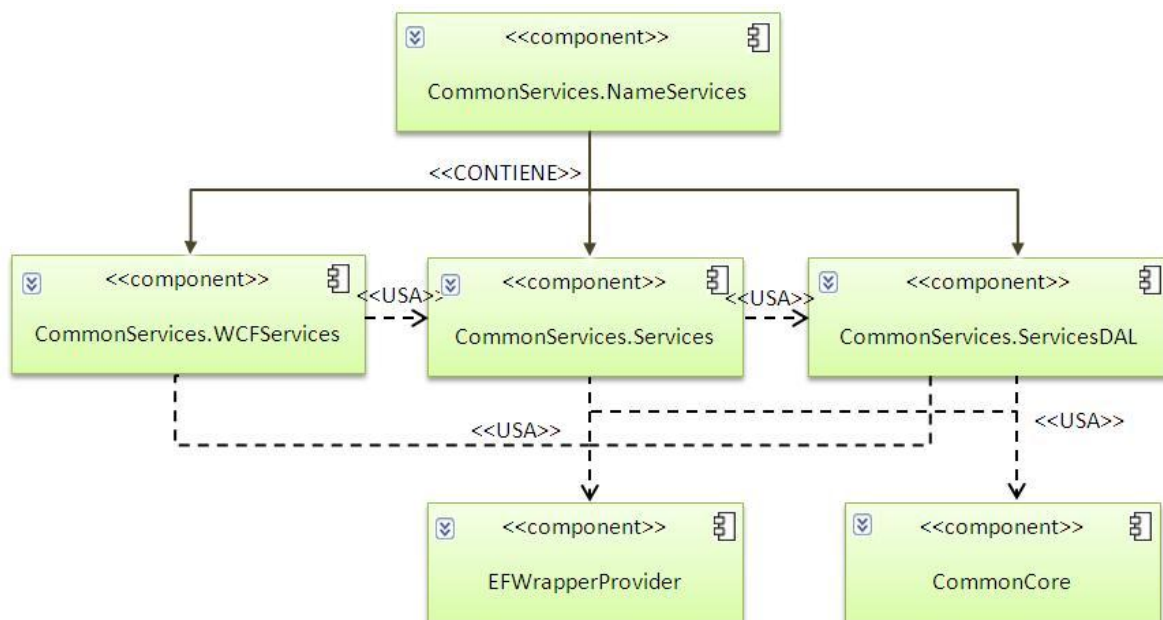 <<component>>
CommonServices.NameServices
<<CONTIENE>>
<<component>>
CommonServices.WCFServices
<<USA>>
<<component>>
CommonServices.Services
<<USA>>
<<component>>
CommonServices.ServicesDAL
<<USA>>
<<USA>>
<<component>>
EFWrapperProvider
<<component>>
CommonCore